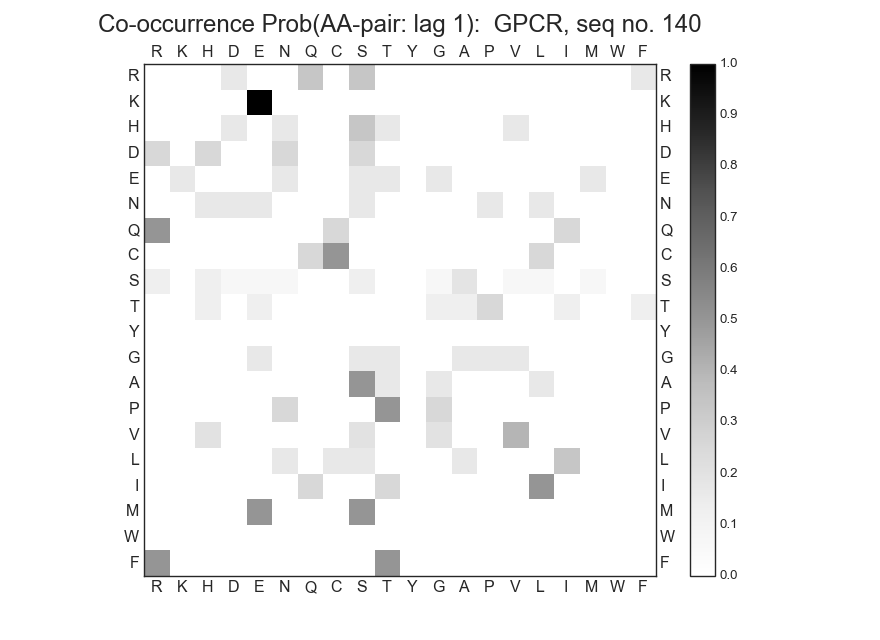 Co-occurrence Prob(AA-pair: lag 1):  GPCR, seq no. 140
R K H D E N Q C S T Y G A P V L I M W F
R R 1.0
K K 0.9
H H
D D 0.8
E E 0.7
N N
Q Q 0.6
C C
S S 0.5
T T
Y Y 0.4
G G
A A 0.3
P P
V V 0.2
L L
I I 0.1
M M
W W
F F 0.0
R K H D E N Q C S T Y G A P V L I M W F